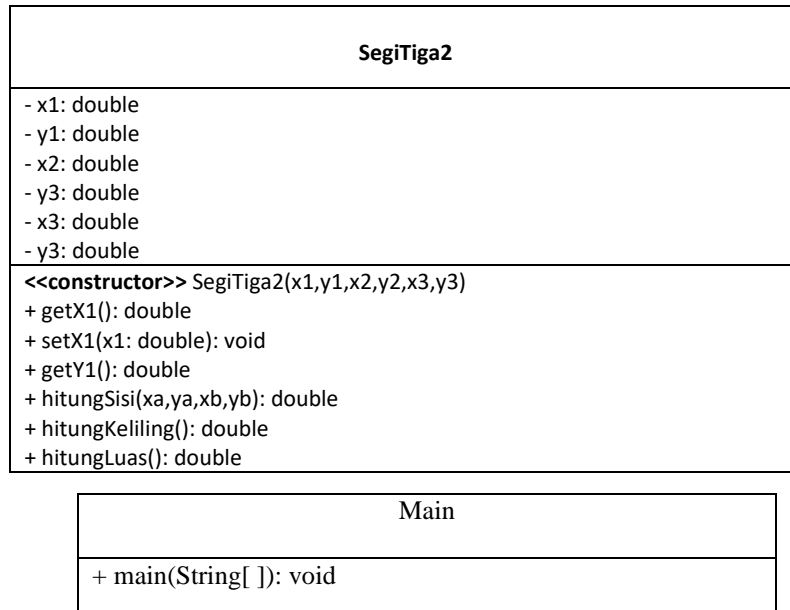 SegiTiga2
- x1: double
- y1: double
- x2: double
- y3: double
- x3: double
- y3: double
<<constructor>> SegiTiga2(x1,y1,x2,y2,x3,y3)
+ getX1(): double
+ setX1(x1: double): void
+ getY1(): double
+ hitungSisi(xa,ya,xb,yb): double
+ hitungKeliling(): double
+ hitungLuas(): double
Main
+ main(String[ ]): void